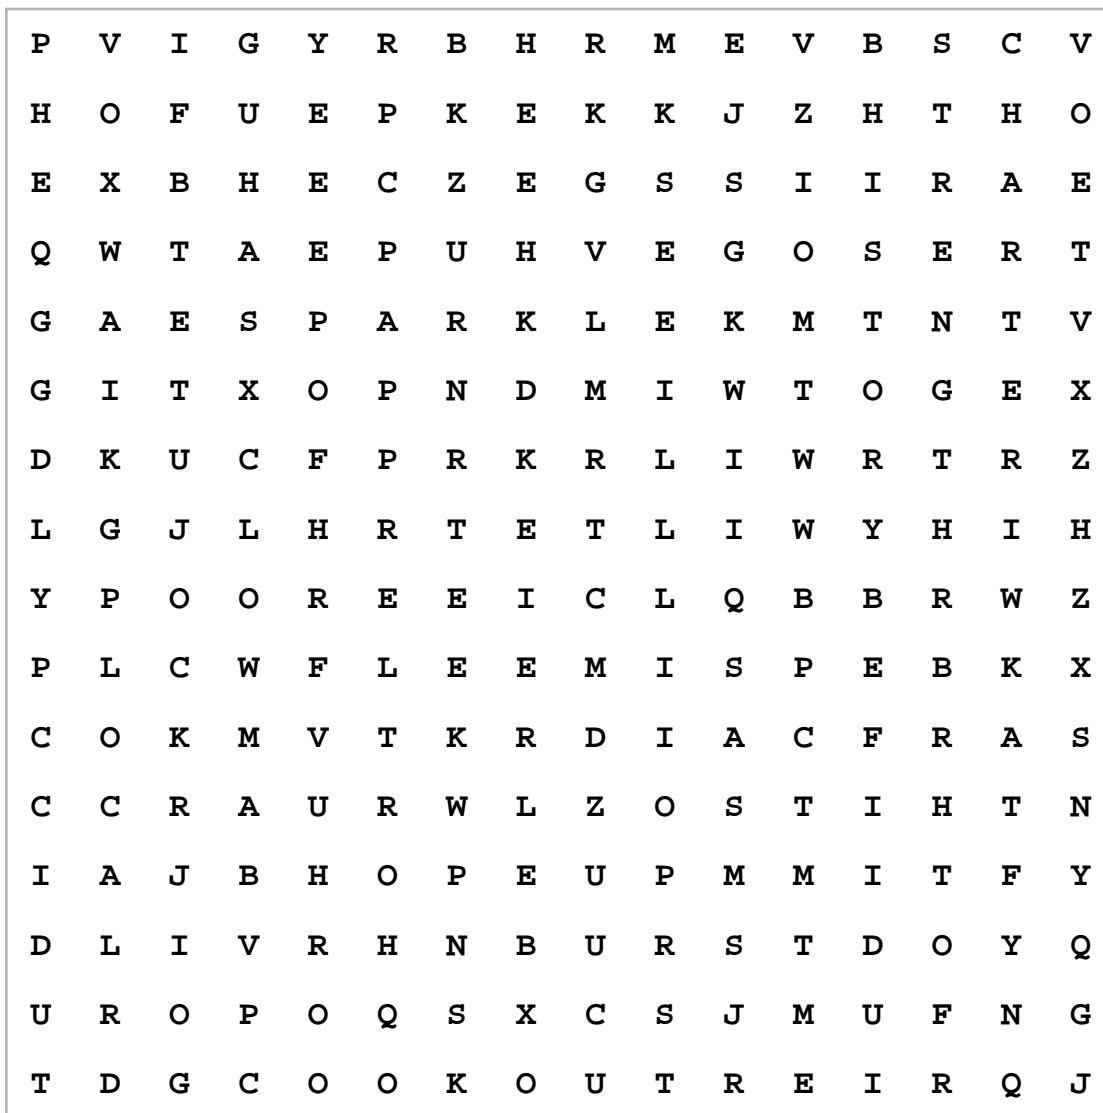 P V I G Y R B H R M E V B S C V
H O F U E P K E K K J Z H T H O
E X B H E C Z E G S S I I R A E
Q W T A E P U H V E G O S E R T
G A E S P A R K L E K M T N T V
G I T X O P N D M I W T O G E X
D K U C F P R K R L I W R T R Z
L G J L H R T E T L I W Y H I H
Y P O O R E E I C L Q B B R W Z
P L C W F L E E M I S P E B K X
C O K M V T K R D I A C F R A S
C C R A U R W L Z O S T I H T N
I A J B H O P E U P M M I T F Y
D L I V R H N B U R S T D O Y Q
U R O P O Q S X C S J M U F N G
T D G C O O K O U T R E I R Q J